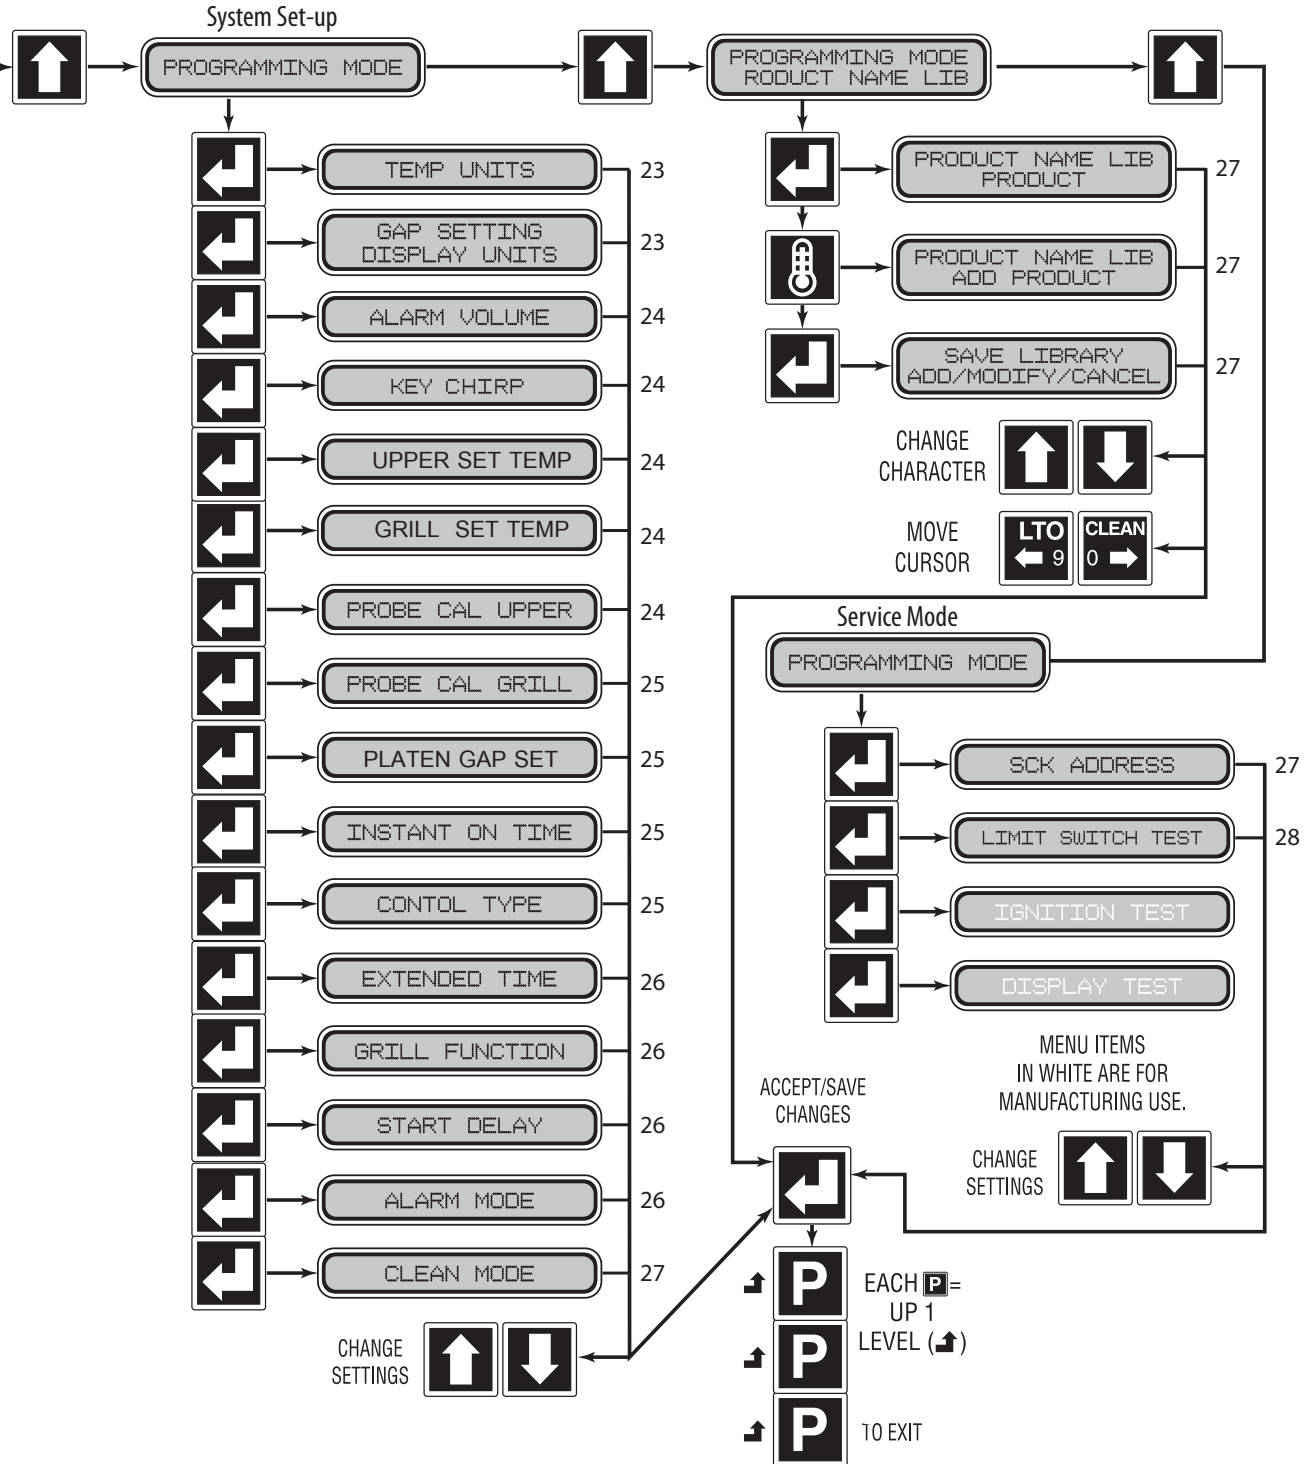 System Set-up
PROGRAMMING MODE
TEMP UNITS
23
GAP SETTING
DISPLAY UNITS
23
ALARM VOLUME
24
KEY CHIRP
24
UPPER SET TEMP
24
GRILL SET TEMP
24
PROBE CAL UPPER
24
PROBE CAL GRILL
25
PLATEN GAP SET
25
INSTANT ON TIME
25
CONTOL TYPE
25
EXTENDED TIME
26
GRILL FUNCTION
26
START DELAY
26
ALARM MODE
26
CLEAN MODE
27
CHANGE
SETTINGS
PROGRAMMING MODE
RODUCT NAME LIB
PRODUCT NAME LIB
PRODUCT
27
PRODUCT NAME LIB
ADD PRODUCT
27
SAVE LIBRARY
ADD/MODIFY/CANCEL
27
CHANGE
CHARACTER
MOVE
CURSOR
LTO
9
CLEAN
0
Service Mode
PROGRAMMING MODE
SCK ADDRESS
27
LIMIT SWITCH TEST
28
IGNITION TEST
DISPLAY TEST
MENU ITEMS
IN WHITE ARE FOR
MANUFACTURING USE.
CHANGE
SETTINGS
ACCEPT/SAVE
CHANGES
P
P
P
EACH P =
UP 1
LEVEL ( )
TO EXIT